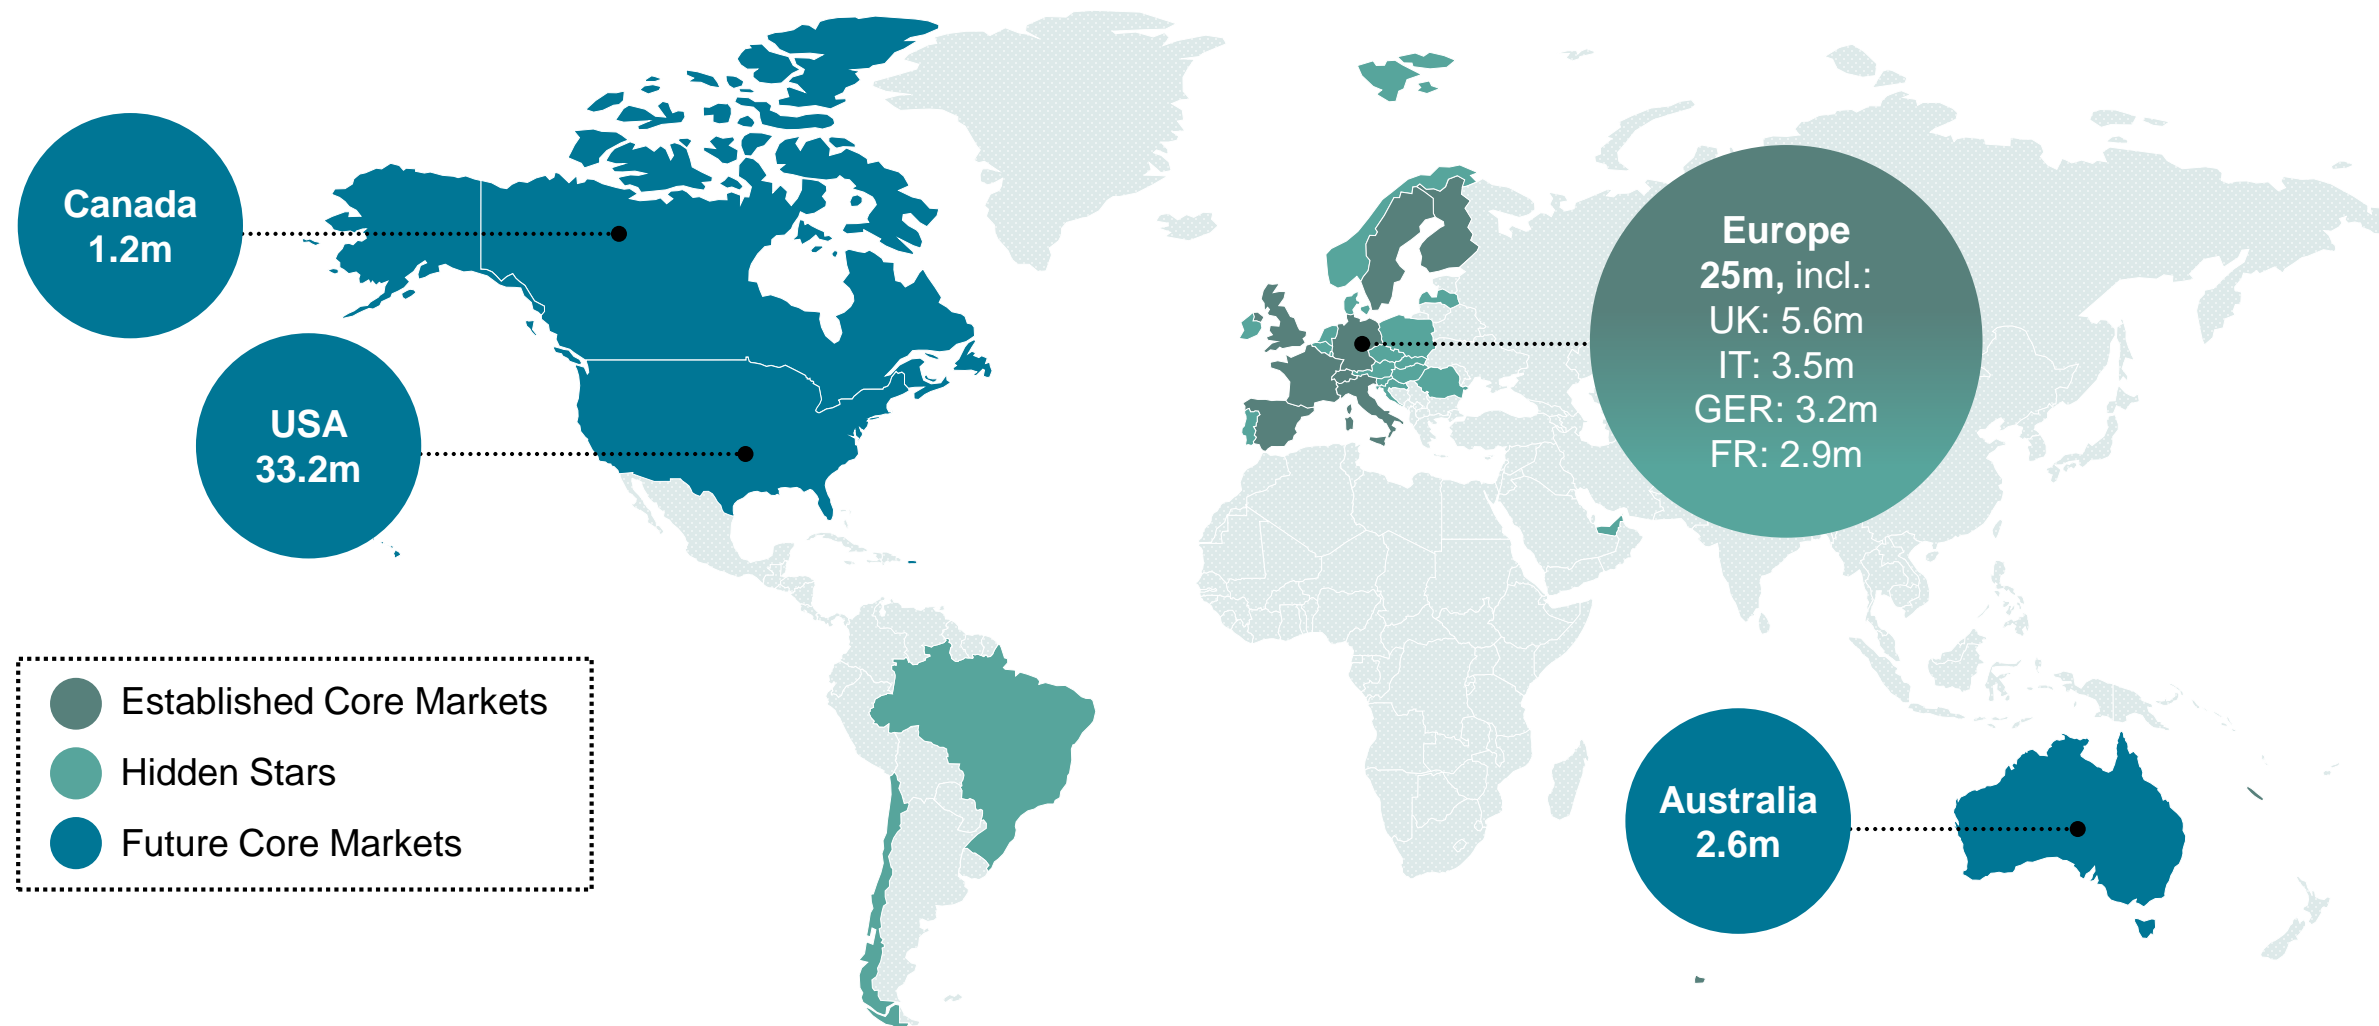 Canada
1.2m
USA
33.2m
Europe
25m, incl.:
UK: 5.6m
IT: 3.5m
GER: 3.2m
FR: 2.9m
Australia
2.6m
Established Core Markets
Hidden Stars
Future Core Markets